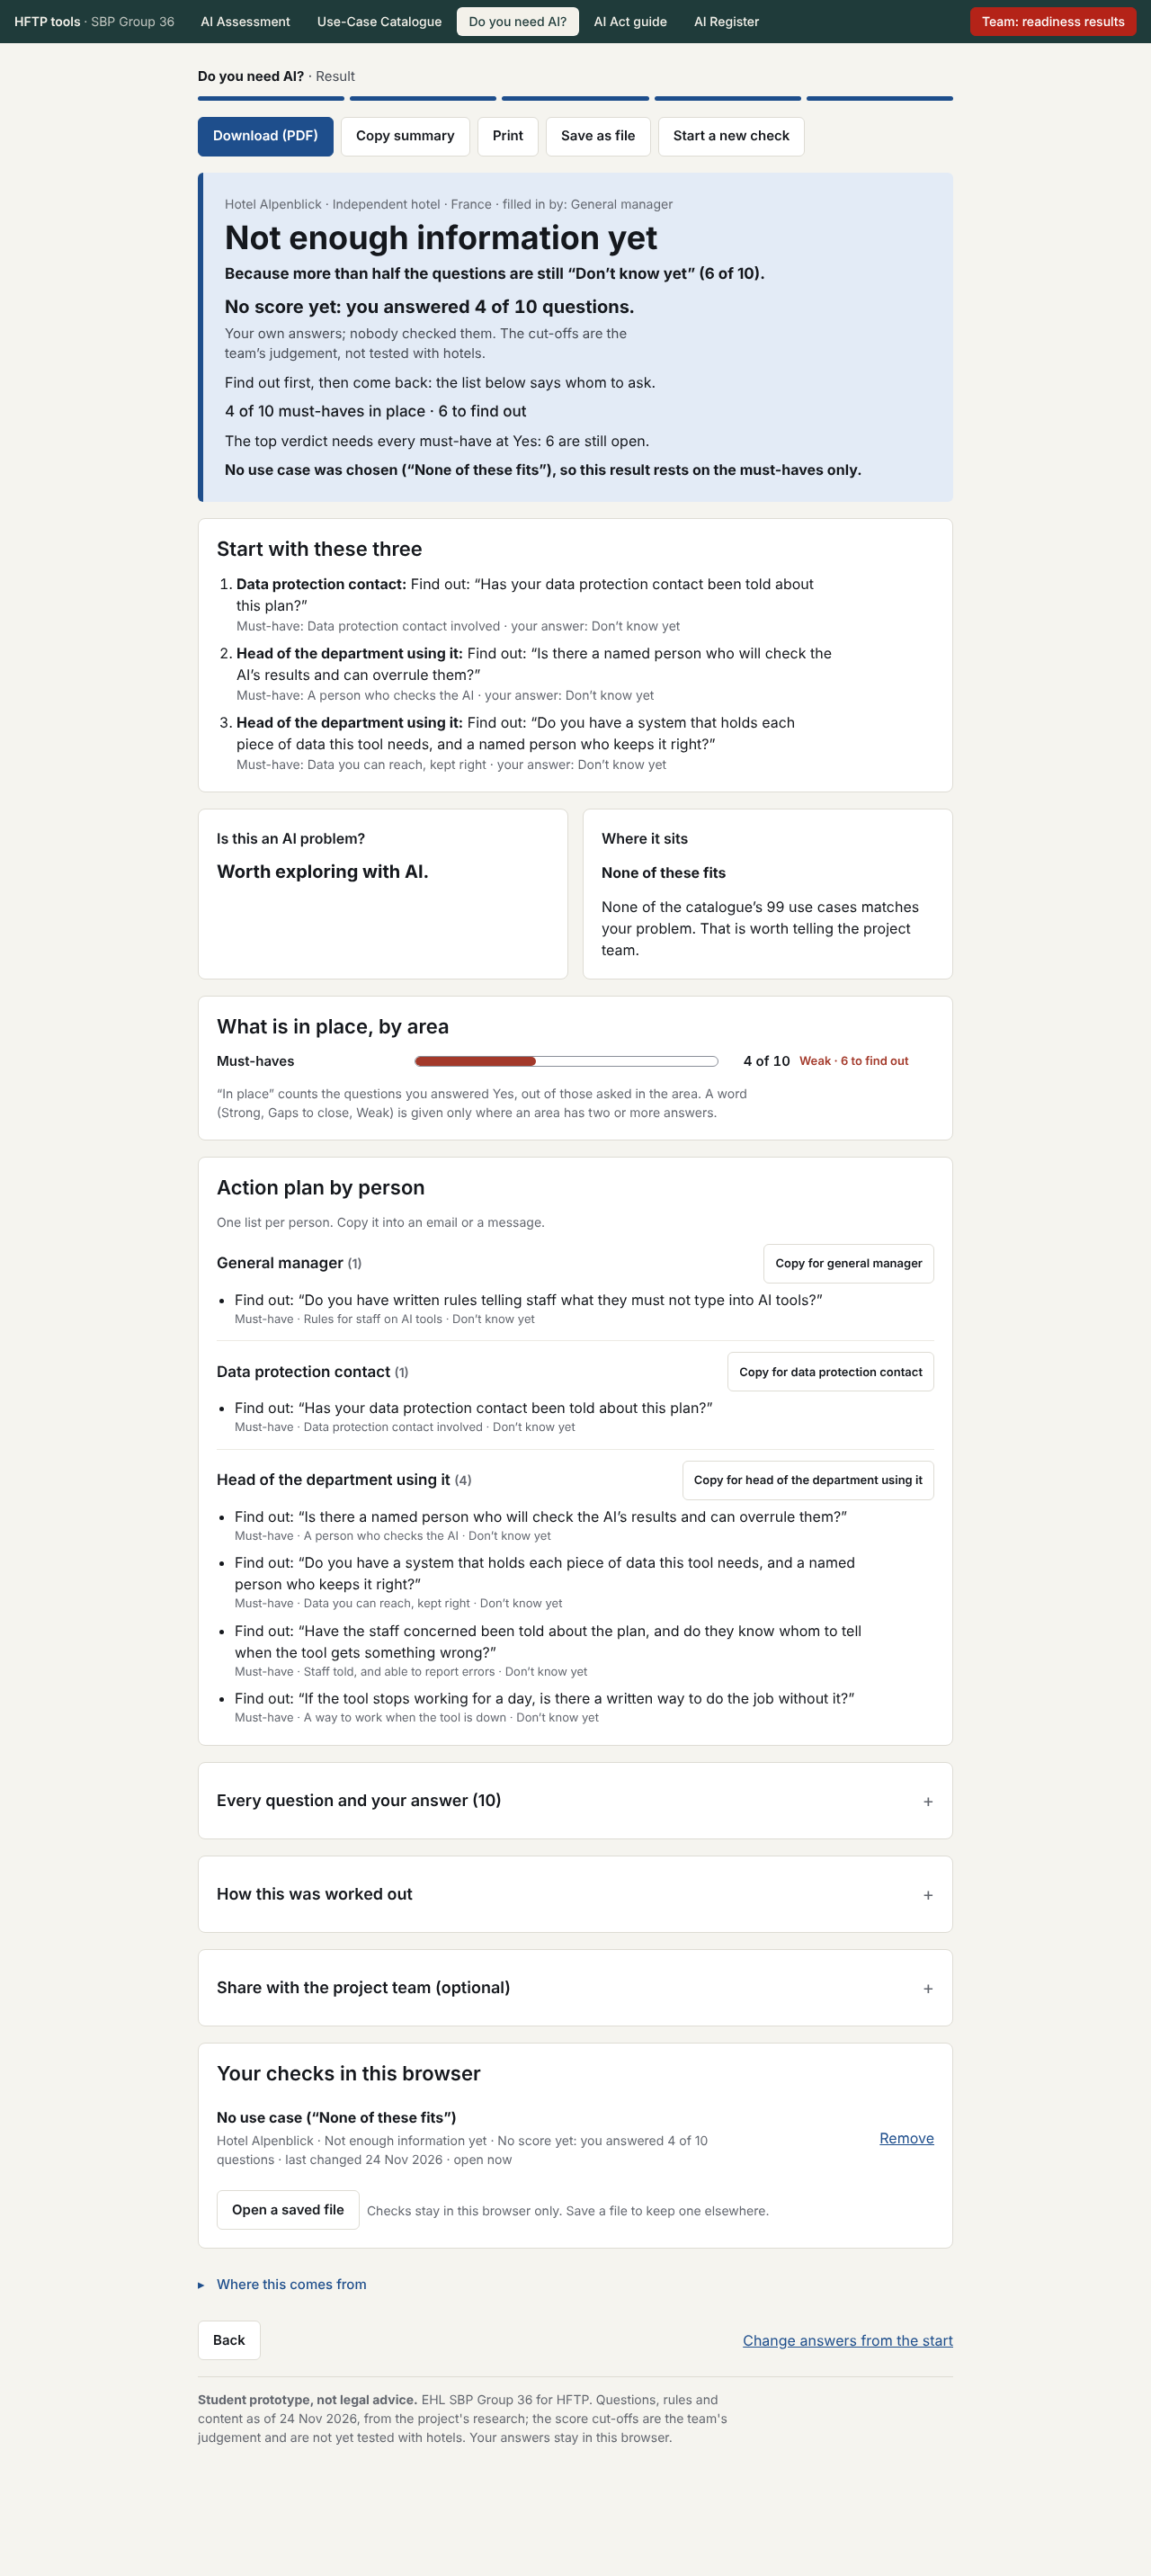 HFTP tools · SBP Group 36
AI Assessment
Use-Case Catalogue
Do you need AI?
AI Act guide
AI Register
Team: readiness results
Do you need AI? · Result
Download (PDF)
Copy summary
Print
Save as file
Start a new check
Hotel Alpenblick · Independent hotel · France · filled in by: General manager
Not enough information yet
Because more than half the questions are still “Don’t know yet” (6 of 10).
No score yet: you answered 4 of 10 questions.
Your own answers; nobody checked them. The cut-offs are the
team’s judgement, not tested with hotels.
Find out first, then come back: the list below says whom to ask.
4 of 10 must-haves in place · 6 to find out
The top verdict needs every must-have at Yes: 6 are still open.
No use case was chosen (“None of these fits”), so this result rests on the must-haves only.
Start with these three
1. Data protection contact: Find out: “Has your data protection contact been told about
this plan?”
Must-have: Data protection contact involved · your answer: Don’t know yet
2. Head of the department using it: Find out: “Is there a named person who will check the
AI’s results and can overrule them?”
Must-have: A person who checks the AI · your answer: Don’t know yet
3. Head of the department using it: Find out: “Do you have a system that holds each
piece of data this tool needs, and a named person who keeps it right?”
Must-have: Data you can reach, kept right · your answer: Don’t know yet
Is this an AI problem?
Worth exploring with AI.
Where it sits
None of these fits
None of the catalogue’s 99 use cases matches
your problem. That is worth telling the project
team.
What is in place, by area
Must-haves
4 of 10 Weak · 6 to find out
“In place” counts the questions you answered Yes, out of those asked in the area. A word
(Strong, Gaps to close, Weak) is given only where an area has two or more answers.
Action plan by person
One list per person. Copy it into an email or a message.
General manager (1)
Copy for general manager
• Find out: “Do you have written rules telling staff what they must not type into AI tools?”
Must-have · Rules for staff on AI tools · Don’t know yet
Data protection contact (1)
Copy for data protection contact
• Find out: “Has your data protection contact been told about this plan?”
Must-have · Data protection contact involved · Don’t know yet
Head of the department using it (4)
Copy for head of the department using it
• Find out: “Is there a named person who will check the AI’s results and can overrule them?”
Must-have · A person who checks the AI · Don’t know yet
• Find out: “Do you have a system that holds each piece of data this tool needs, and a named
person who keeps it right?”
Must-have · Data you can reach, kept right · Don’t know yet
• Find out: “Have the staff concerned been told about the plan, and do they know whom to tell
when the tool gets something wrong?”
Must-have · Staff told, and able to report errors · Don’t know yet
• Find out: “If the tool stops working for a day, is there a written way to do the job without it?”
Must-have · A way to work when the tool is down · Don’t know yet
Every question and your answer (10)
+
How this was worked out
+
Share with the project team (optional)
+
Your checks in this browser
No use case (“None of these fits”)
Hotel Alpenblick · Not enough information yet · No score yet: you answered 4 of 10
questions · last changed 24 Nov 2026 · open now
Remove
Open a saved file
Checks stay in this browser only. Save a file to keep one elsewhere.
▸ Where this comes from
Back
Change answers from the start
Student prototype, not legal advice. EHL SBP Group 36 for HFTP. Questions, rules and
content as of 24 Nov 2026, from the project's research; the score cut-offs are the team's
judgement and are not yet tested with hotels. Your answers stay in this browser.